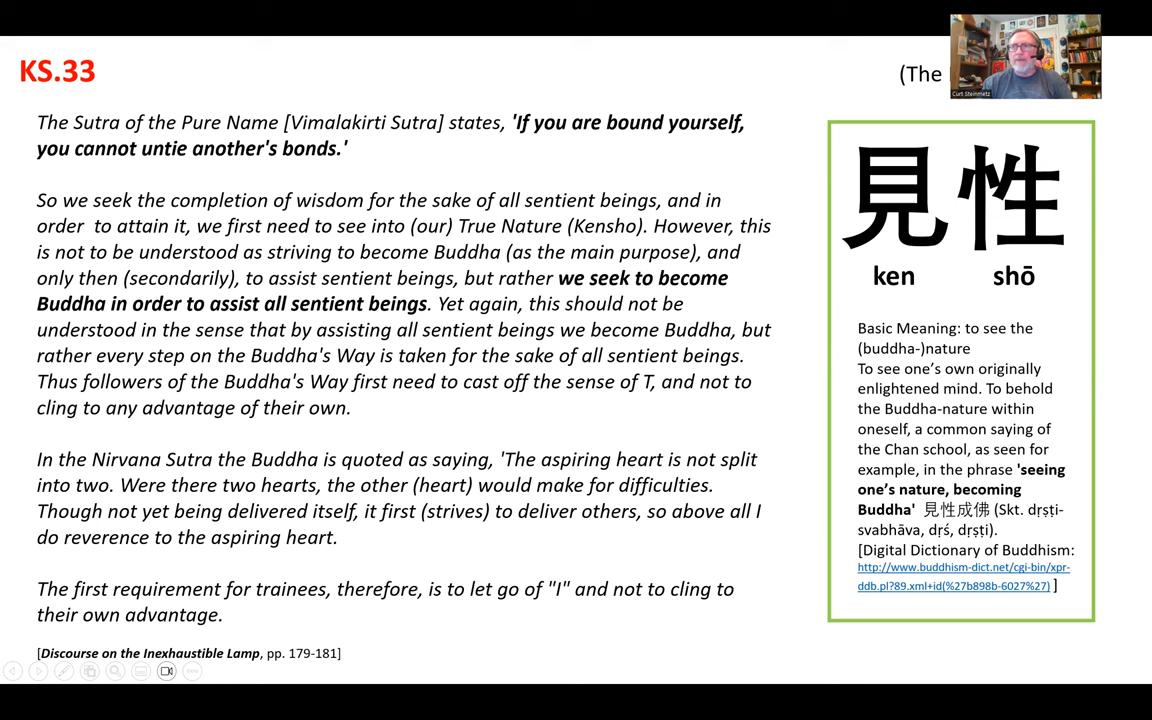 KS.33
(The
Curt Steinmetz
The Sutra of the Pure Name [Vimalakirti Sutra] states, 'If you are bound yourself,
you cannot untie another's bonds.'
So we seek the completion of wisdom for the sake of all sentient beings, and in
order to attain it, we first need to see into (our) True Nature (Kensho). However, this
is not to be understood as striving to become Buddha (as the main purpose), and
only then (secondarily), to assist sentient beings, but rather we seek to become
Buddha in order to assist all sentient beings. Yet again, this should not be
understood in the sense that by assisting all sentient beings we become Buddha, but
rather every step on the Buddha's Way is taken for the sake of all sentient beings.
Thus followers of the Buddha's Way first need to cast off the sense of T, and not to
cling to any advantage of their own.
In the Nirvana Sutra the Buddha is quoted as saying, 'The aspiring heart is not split
into two. Were there two hearts, the other (heart) would make for difficulties.
Though not yet being delivered itself, it first (strives) to deliver others, so above all I
do reverence to the aspiring heart.
The first requirement for trainees, therefore, is to let go of "I" and not to cling to
their own advantage.
[Discourse on the Inexhaustible Lamp, pp. 179-181]
見性
ken shō
Basic Meaning: to see the
(buddha-)nature
To see one's own originally
enlightened mind. To behold
the Buddha-nature within
oneself, a common saying of
the Chan school, as seen for
example, in the phrase 'seeing
one's nature, becoming
Buddha' 見性成佛 (Skt. dṛṣṭi-
svabhāva, dṛś, dṛṣṭi).
[Digital Dictionary of Buddhism:
http://www.buddhism-dict.net/cgi-bin/xpr-
ddb.pl?89.xml+id(%27b898b-6027%27) ]